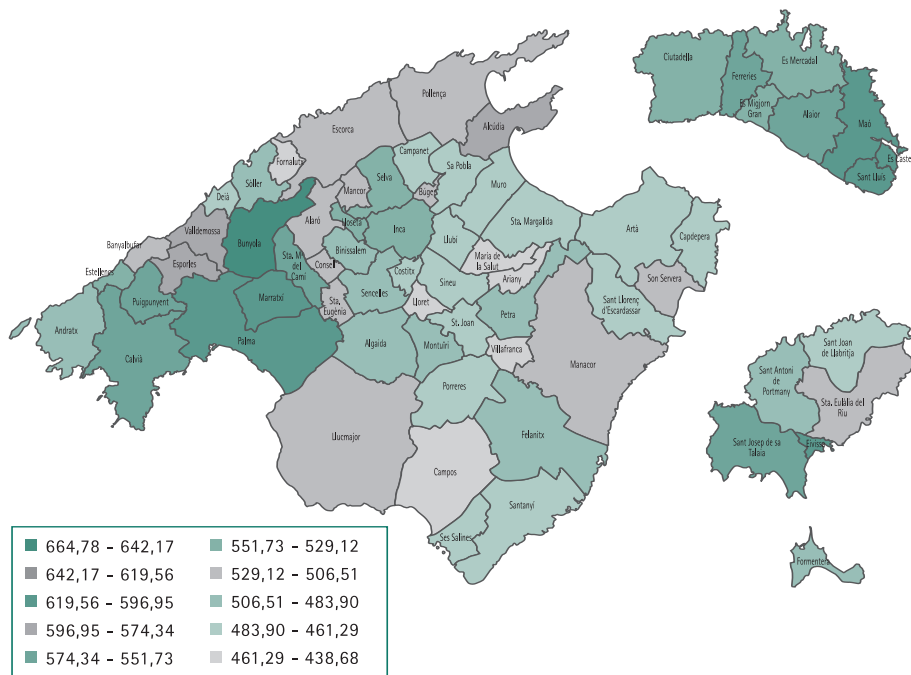 Ciutadella
Es Mercadal
Ferreries
Es Migjorn
Gran
Alaior
Maó
Es Castell
Sant Lluís
Pollença
Escorca
Alcúdia
Fornalutx
Campanet
Sa Pobla
Sóller
Selva
Mancor
Búger
Muro
Deià
Valldemossa
Bunyola
Alaró
Lloseta
Inca
Sta. Margalida
Artà
Capdepera
Banyalbufar
Esporles
Sta. M.
del
Camí
Binissalem
Llubí
Maria de
la Salut
Ariany
Son Servera
Consell
Estellencs
Puigpunyent
Marratxí
Sta.
Eugènia
Sencelles
Costitx
Sineu
Lloret
Petra
Sant Llorenç
d'Escardassar
Andratx
Calvià
Palma
Algaida
St. Joan
Montuïri
Villafranca
Manacor
Porreres
Llucmajor
Felanitx
Campos
Santanyí
Ses Salines
Sant Joan
de Llabritja
Sant Antoni
de
Portmany
Sta. Eulàlia del
Riu
Sant Josep de sa
Talaia
Eivissa
Formentera
664,78 - 642,17
642,17 - 619,56
619,56 - 596,95
596,95 - 574,34
574,34 - 551,73
551,73 - 529,12
529,12 - 506,51
506,51 - 483,90
483,90 - 461,29
461,29 - 438,68